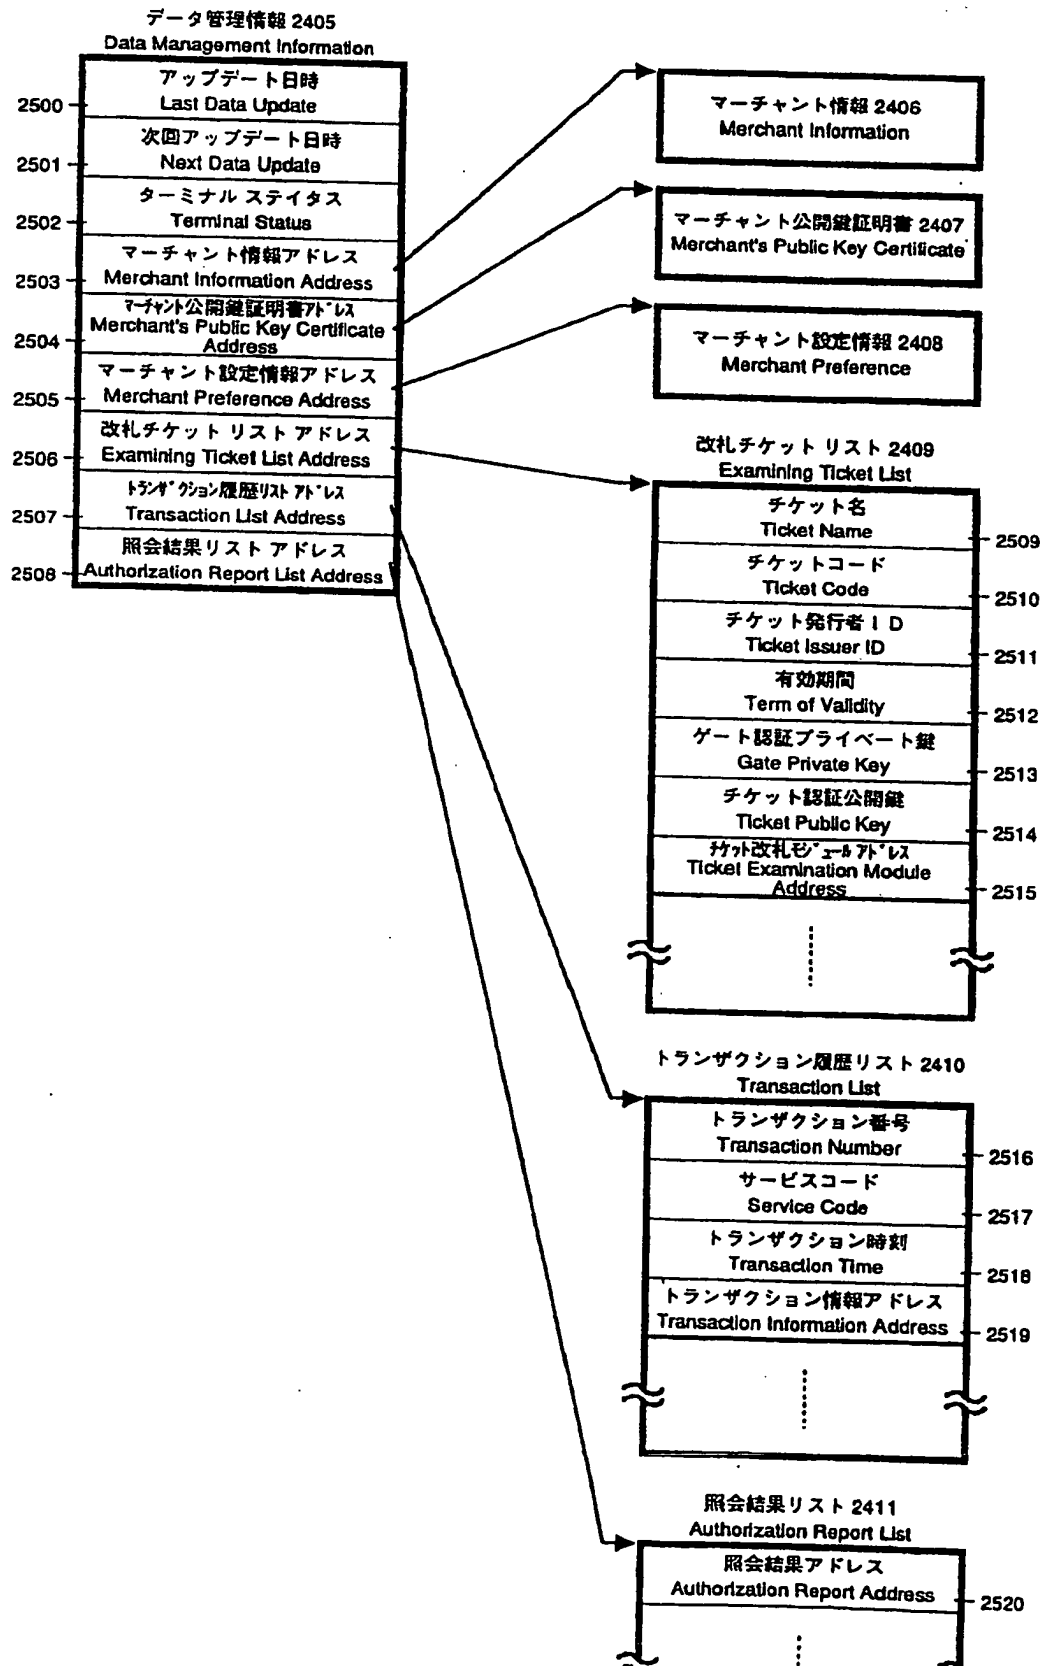 データ管理情報 2405
Data Management Information
アップデート日時
Last Data Update
2500
次回アップデート日時
Next Data Update
2501
ターミナル ステイタス
Terminal Status
2502
マーチャント情報アドレス
Merchant Information Address
2503
マーチャント公開鍵証明書アドレス
Merchant's Public Key Certificate
Address
2504
マーチャント設定情報アドレス
Merchant Preference Address
2505
改札チケット リスト アドレス
Examining Ticket List Address
2506
トランザクション履歴リスト アドレス
Transaction List Address
2507
照会結果リスト アドレス
Authorization Report List Address
2508
マーチャント情報 2406
Merchant Information
マーチャント公開鍵証明書 2407
Merchant's Public Key Certificate
マーチャント設定情報 2408
Merchant Preference
改札チケット リスト 2409
Examining Ticket List
チケット名
Ticket Name
2509
チケットコード
Ticket Code
2510
チケット発行者ＩＤ
Ticket Issuer ID
2511
有効期間
Term of Validity
2512
ゲート認証プライベート鍵
Gate Private Key
2513
チケット認証公開鍵
Ticket Public Key
2514
チケット改札モジュール アドレス
Ticket Examination Module
Address
2515
トランザクション履歴リスト 2410
Transaction List
トランザクション番号
Transaction Number
2516
サービスコード
Service Code
2517
トランザクション時刻
Transaction Time
2518
トランザクション情報アドレス
Transaction Information Address
2519
照会結果リスト 2411
Authorization Report List
照会結果アドレス
Authorization Report Address
2520